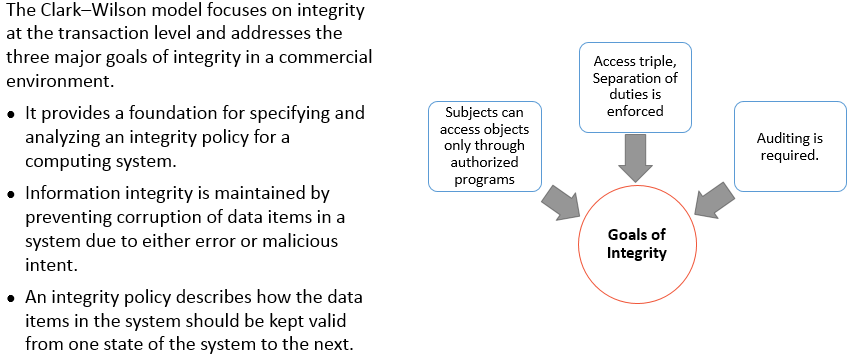 The Clark–Wilson model focuses on integrity
at the transaction level and addresses the
three major goals of integrity in a commercial
environment.
• It provides a foundation for specifying and
analyzing an integrity policy for a
computing system.
• Information integrity is maintained by
preventing corruption of data items in a
system due to either error or malicious
intent.
• An integrity policy describes how the data
items in the system should be kept valid
from one state of the system to the next.
Subjects can
access objects
only through
authorized
programs
Access triple,
Separation of
duties is
enforced
Auditing is
required.
Goals of
Integrity